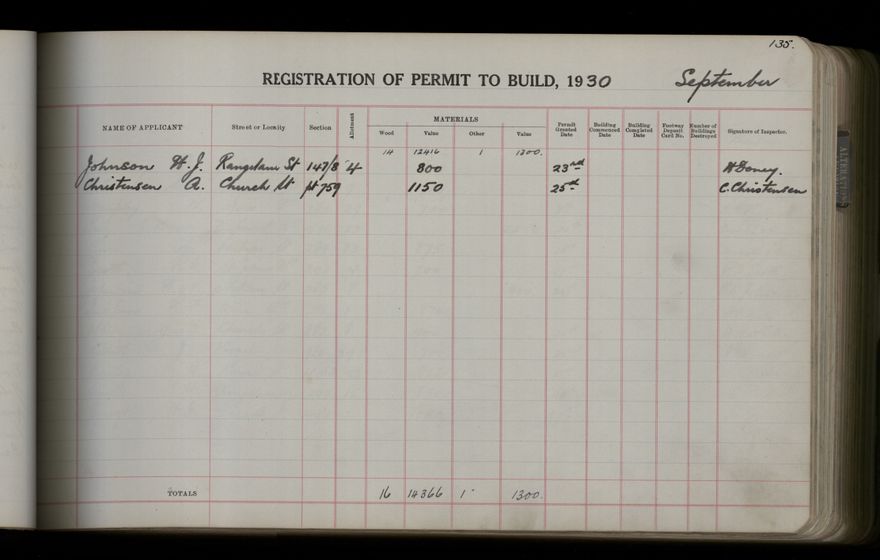 135.
REGISTRATION OF PERMIT TO BUILD, 1930 September
NAME OF APPLICANT Street or Locality Section Allotment MATERIALS Wood Value Other Value Permit Granted Date Building Commenced Date Building Completed Date Footway Deposit Card No. Number of Buildings Destroyed Signature of Inspector.
14 12416 1 1300.
Johnson H. J. St 147/8 4 800 23rd
Christensen A. Church St pt 759 1150 25th C. Christensen
TOTALS 16 14366 1 1300